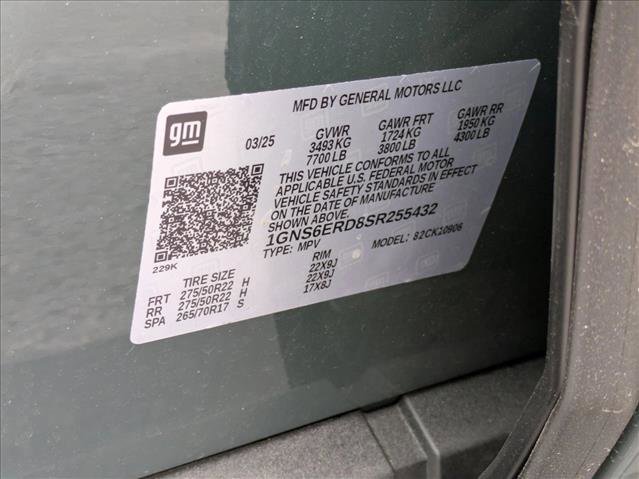 MFD BY GENERAL MOTORS LLC
gm
03/25 GVWR GAWR FRT GAWR RR
3493 KG 1724 KG 1950 KG
7700 LB 3800 LB 4300 LB
THIS VEHICLE CONFORMS TO ALL
APPLICABLE U.S. FEDERAL MOTOR
VEHICLE SAFETY STANDARDS IN EFFECT
ON THE DATE OF MANUFACTURE
SHOWN ABOVE.
1GNS6ERD8SR255432
TYPE: MPV MODEL: 82CK10906
229K
TIRE SIZE RIM
FRT 275/50R22 H 22X9J
RR 275/50R22 H 22X9J
SPA 265/70R17 S 17X8J